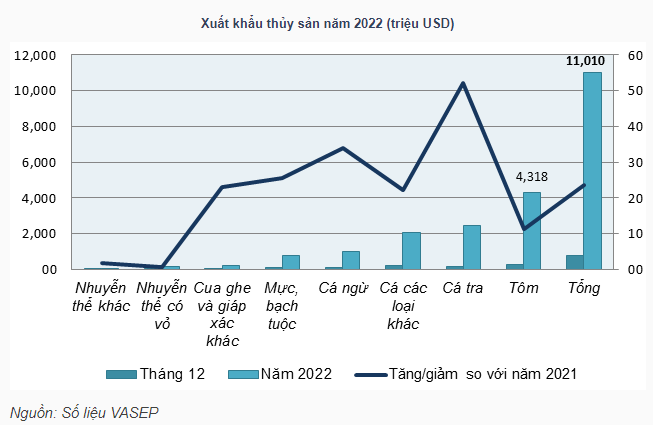 Xuất khẩu thủy sản năm 2022 (triệu USD)
12,000
10,000
8,000
6,000
4,000
2,000
00
60
50
40
30
20
10
00
11,010
4,318
Nhuyễn
thể khác
Nhuyễn
thể có
vỏ
Cua ghẹ
và giáp
xác
khác
Mực,
bạch
tuộc
Cá ngừ
Cá các
loại
khác
Cá tra
Tôm
Tổng
Tháng 12
Năm 2022
Tăng/giảm so với năm 2021
Nguồn: Số liệu VASEP